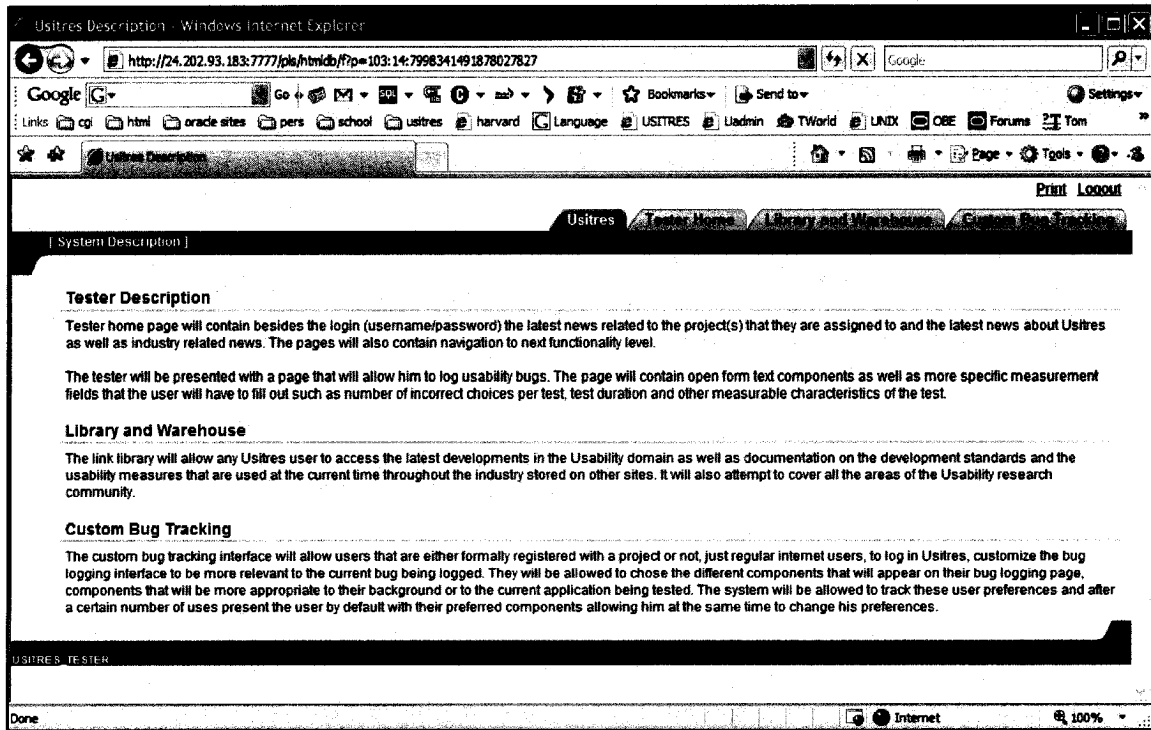 Usitres Description - Windows Internet Explorer
http://24.202.93.183:7777/pls/htmldb/f?p=103:14:7998341491878027827
Google
Google G Go Bookmarks Send to Settings
Links cgi html oracle sites pers school usitres harvard Language USITRES Uadmin TWorld UNIX OBE Forums Tom »
Usitres Description Page Tools
Print Logout
Usitres Tester Home Library and Warehouse Custom Bug Tracking
[ System Description ]
Tester Description
Tester home page will contain besides the login (username/password) the latest news related to the project(s) that they are assigned to and the latest news about Usitres
as well as industry related news. The pages will also contain navigation to next functionality level.
The tester will be presented with a page that will allow him to log usability bugs. The page will contain open form text components as well as more specific measurement
fields that the user will have to fill out such as number of incorrect choices per test, test duration and other measurable characteristics of the test.
Library and Warehouse
The link library will allow any Usitres user to access the latest developments in the Usability domain as well as documentation on the development standards and the
usability measures that are used at the current time throughout the industry stored on other sites. It will also attempt to cover all the areas of the Usability research
community.
Custom Bug Tracking
The custom bug tracking interface will allow users that are either formally registered with a project or not, just regular internet users, to log in Usitres, customize the bug
logging interface to be more relevant to the current bug being logged. They will be allowed to chose the different components that will appear on their bug logging page,
components that will be more appropriate to their background or to the current application being tested. The system will be allowed to track these user preferences and after
a certain number of uses present the user by default with their preferred components allowing him at the same time to change his preferences.
USITRES_TESTER
Done Internet 100%